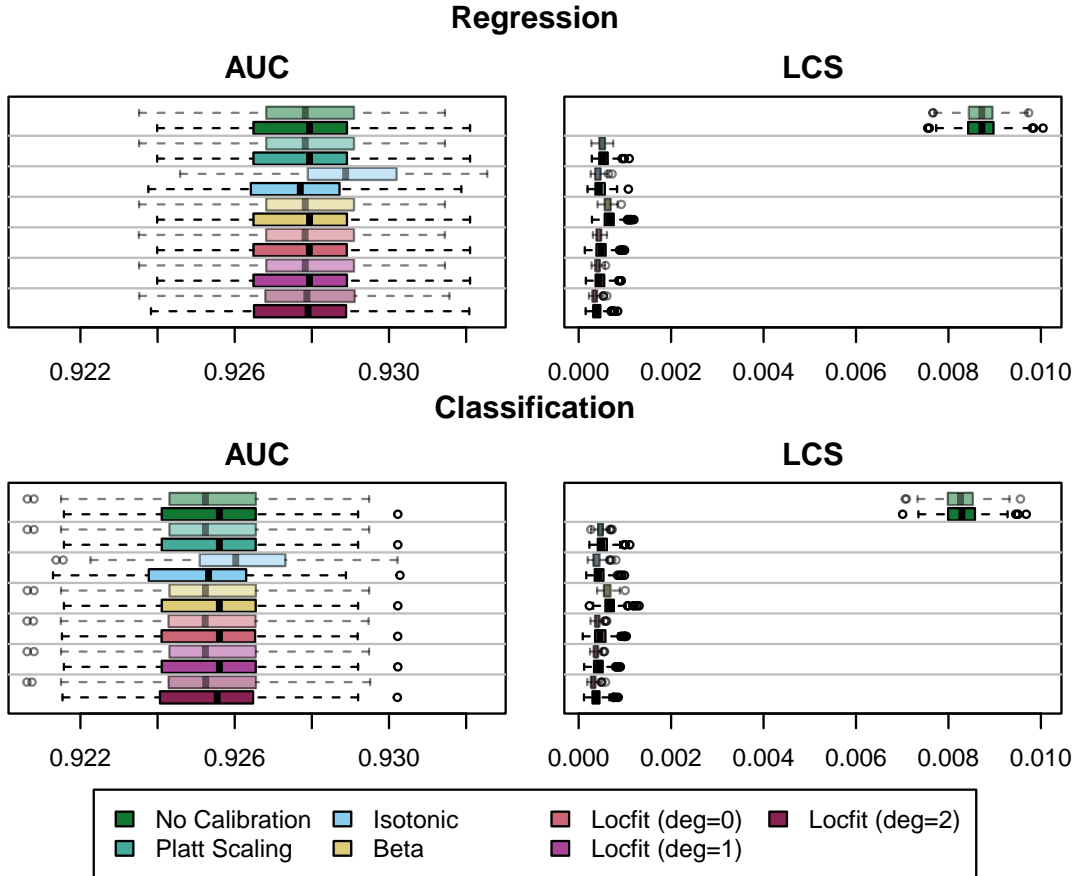 Regression
AUC LCS
0.922 0.926 0.930 0.000 0.002 0.004 0.006 0.008 0.010
Classification
AUC LCS
0.922 0.926 0.930 0.000 0.002 0.004 0.006 0.008 0.010
No Calibration Isotonic Locfit (deg=0) Locfit (deg=2)
Platt Scaling Beta Locfit (deg=1)